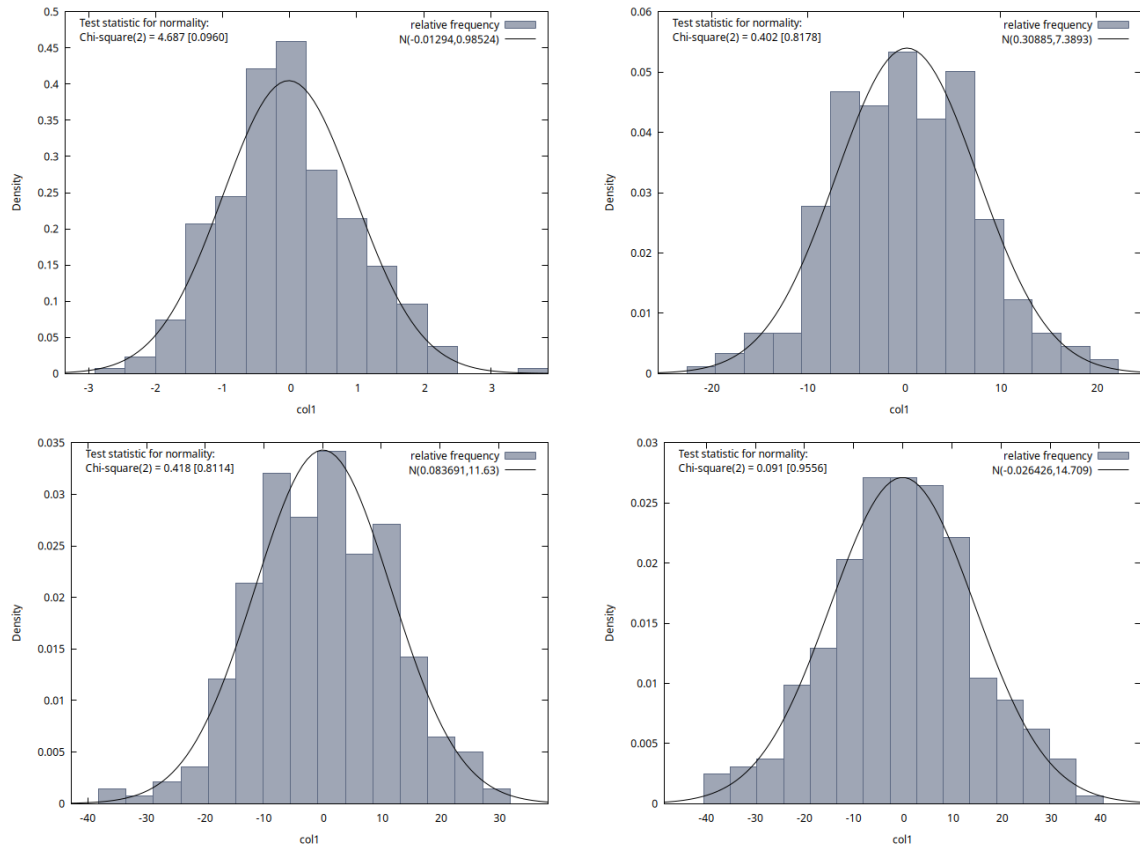 Test statistic for normality:
Chi-square(2) = 4.687 [0.0960]
relative frequency
N(-0.01294,0.98524)
0.5
0.45
0.4
0.35
0.3
0.25
0.2
0.15
0.1
0.05
0
Density
-3 -2 -1 0 1 2 3
col1
Test statistic for normality:
Chi-square(2) = 0.402 [0.8178]
relative frequency
N(0.30885,7.3893)
0.06
0.05
0.04
0.03
0.02
0.01
0
Density
-20 -10 0 10 20
col1
Test statistic for normality:
Chi-square(2) = 0.418 [0.8114]
relative frequency
N(0.083691,11.63)
0.035
0.03
0.025
0.02
0.015
0.01
0.005
0
Density
-40 -30 -20 -10 0 10 20 30
col1
Test statistic for normality:
Chi-square(2) = 0.091 [0.9556]
relative frequency
N(-0.026426,14.709)
0.03
0.025
0.02
0.015
0.01
0.005
0
Density
-40 -30 -20 -10 0 10 20 30 40
col1